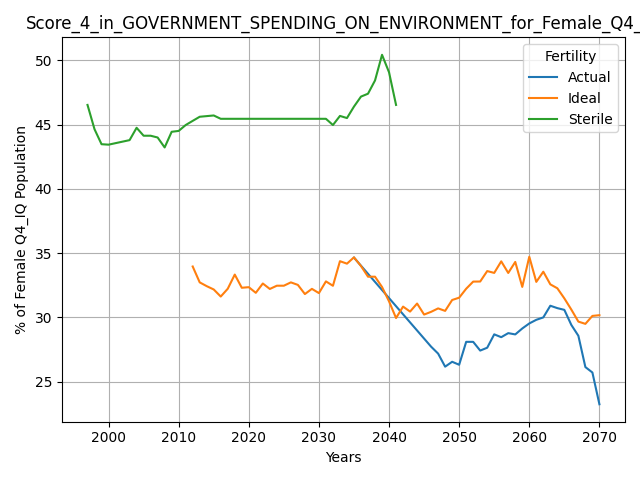 Score_4_in_GOVERNMENT_SPENDING_ON_ENVIRONMENT_for_Female_Q4_
Fertility
Actual
Ideal
Sterile
% of Female Q4_IQ Population
50
45
40
35
30
25
2000
2010
2020
2030
2040
2050
2060
2070
Years